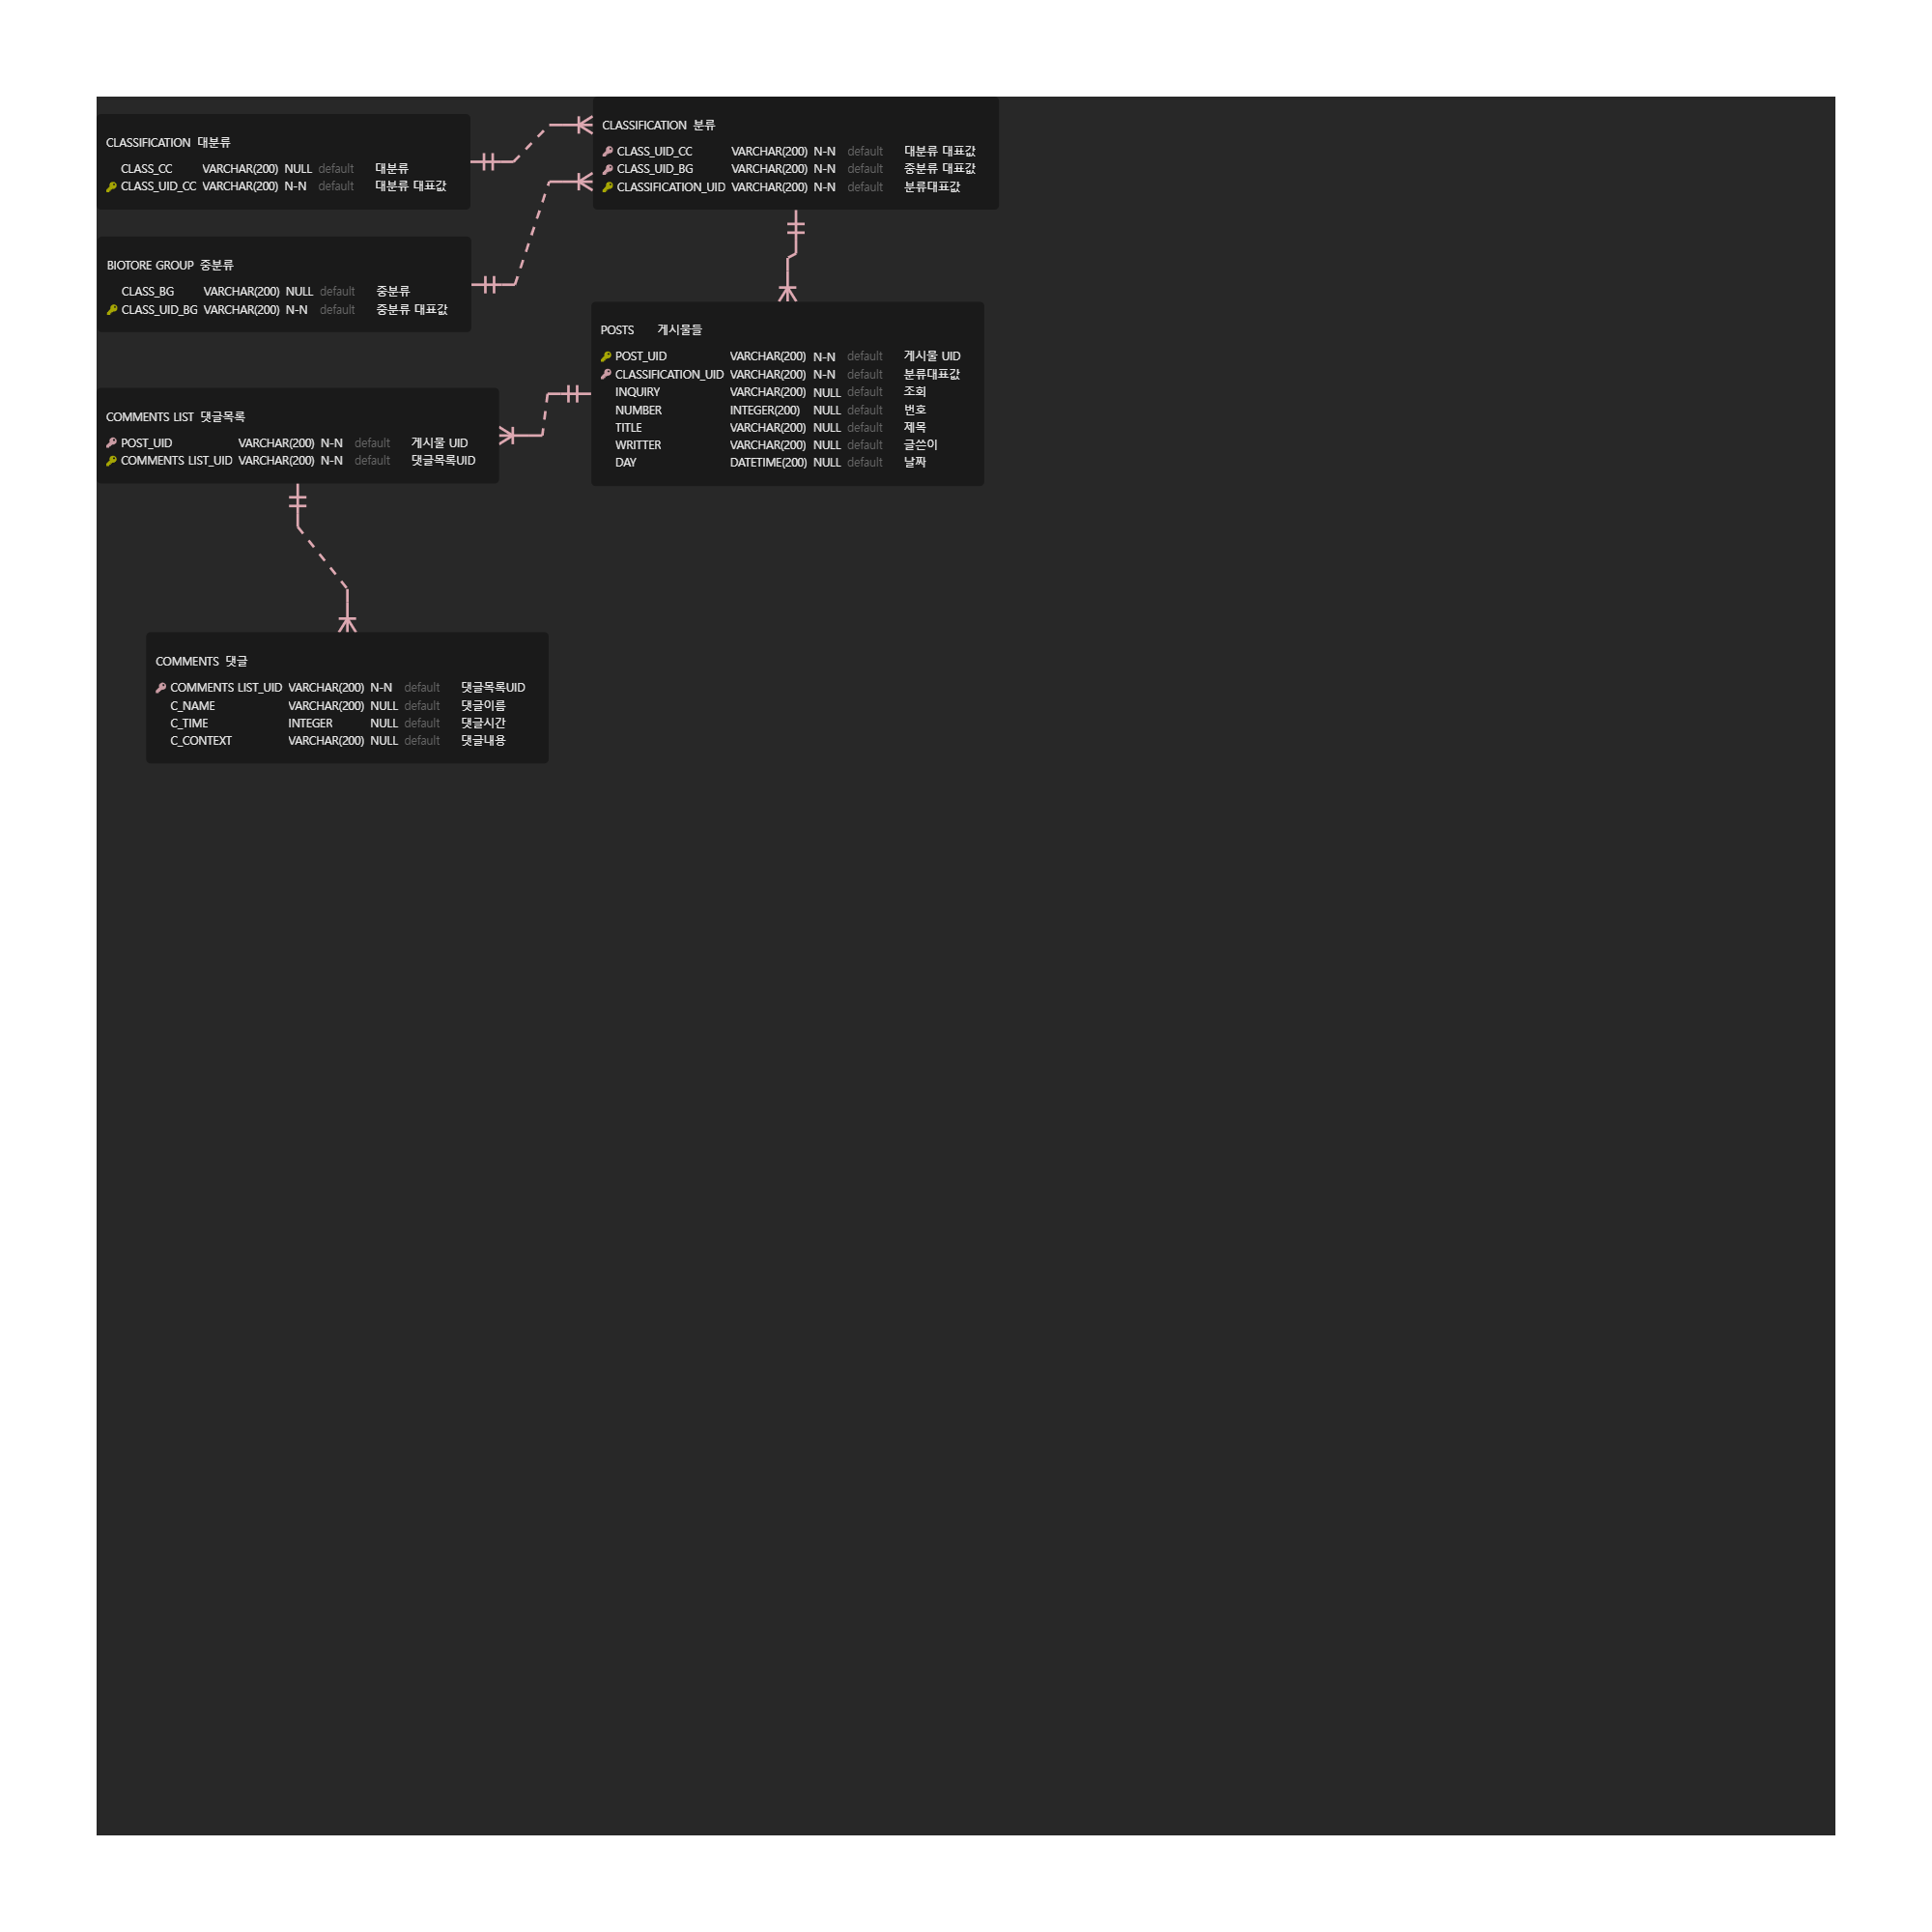 CLASSIFICATION 대분류
CLASS_CC VARCHAR(200) NULL default 대분류
CLASS_UID_CC VARCHAR(200) N-N default 대분류 대표값
CLASSIFICATION 분류
CLASS_UID_CC VARCHAR(200) N-N default 대분류 대표값
CLASS_UID_BG VARCHAR(200) N-N default 중분류 대표값
CLASSIFICATION_UID VARCHAR(200) N-N default 분류대표값
BIOTORE GROUP 중분류
CLASS_BG VARCHAR(200) NULL default 중분류
CLASS_UID_BG VARCHAR(200) N-N default 중분류 대표값
POSTS 게시물들
POST_UID VARCHAR(200) N-N default 게시물 UID
CLASSIFICATION_UID VARCHAR(200) N-N default 분류대표값
INQUIRY VARCHAR(200) NULL default 조회
NUMBER INTEGER(200) NULL default 번호
TITLE VARCHAR(200) NULL default 제목
WRITTER VARCHAR(200) NULL default 글쓴이
DAY DATETIME(200) NULL default 날짜
COMMENTS LIST 댓글목록
POST_UID VARCHAR(200) N-N default 게시물 UID
COMMENTS LIST_UID VARCHAR(200) N-N default 댓글목록UID
COMMENTS 댓글
COMMENTS LIST_UID VARCHAR(200) N-N default 댓글목록UID
C_NAME VARCHAR(200) NULL default 댓글이름
C_TIME INTEGER NULL default 댓글시간
C_CONTEXT VARCHAR(200) NULL default 댓글내용